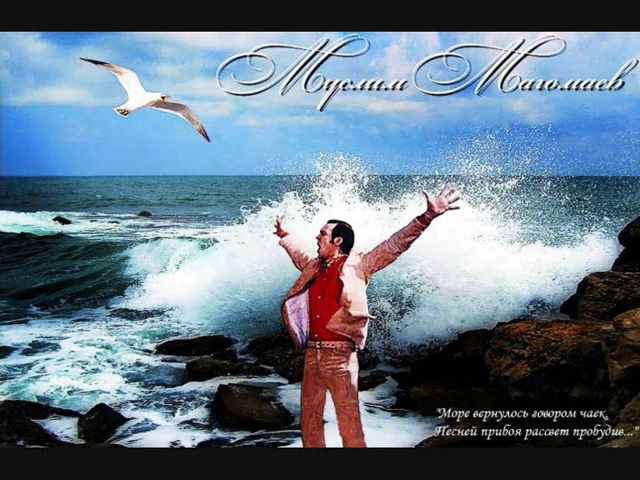 Муслим Магомаев
"Море вернулось говором чаек,
Песней прибоя рассвет пробудив..."